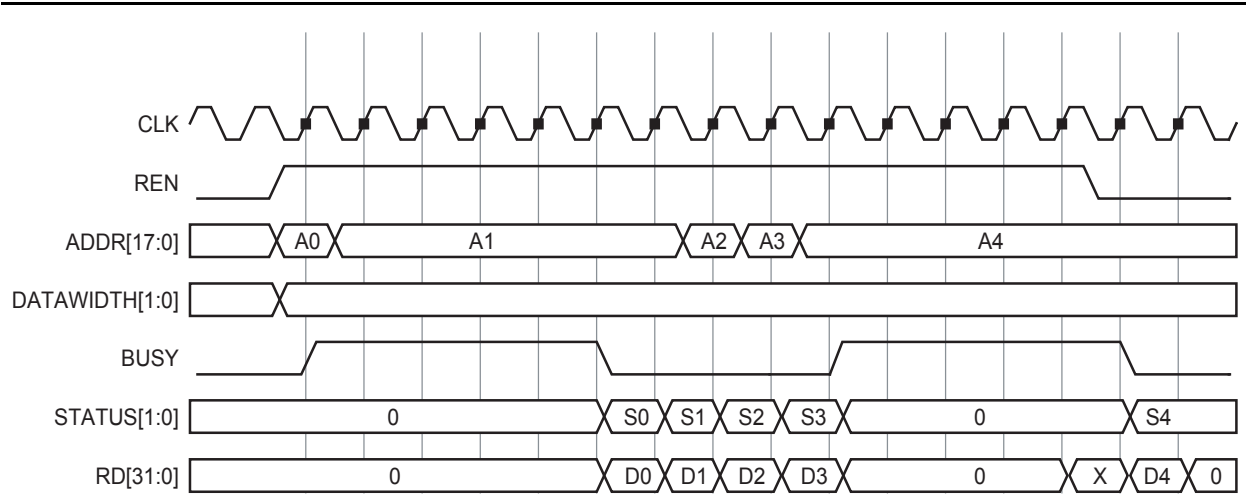 CLK
REN
ADDR[17:0] A0 A1 A2 A3 A4
DATAWIDTH[1:0]
BUSY
STATUS[1:0] 0 S0 S1 S2 S3 0 S4
RD[31:0] 0 D0 D1 D2 D3 0 X D4 0